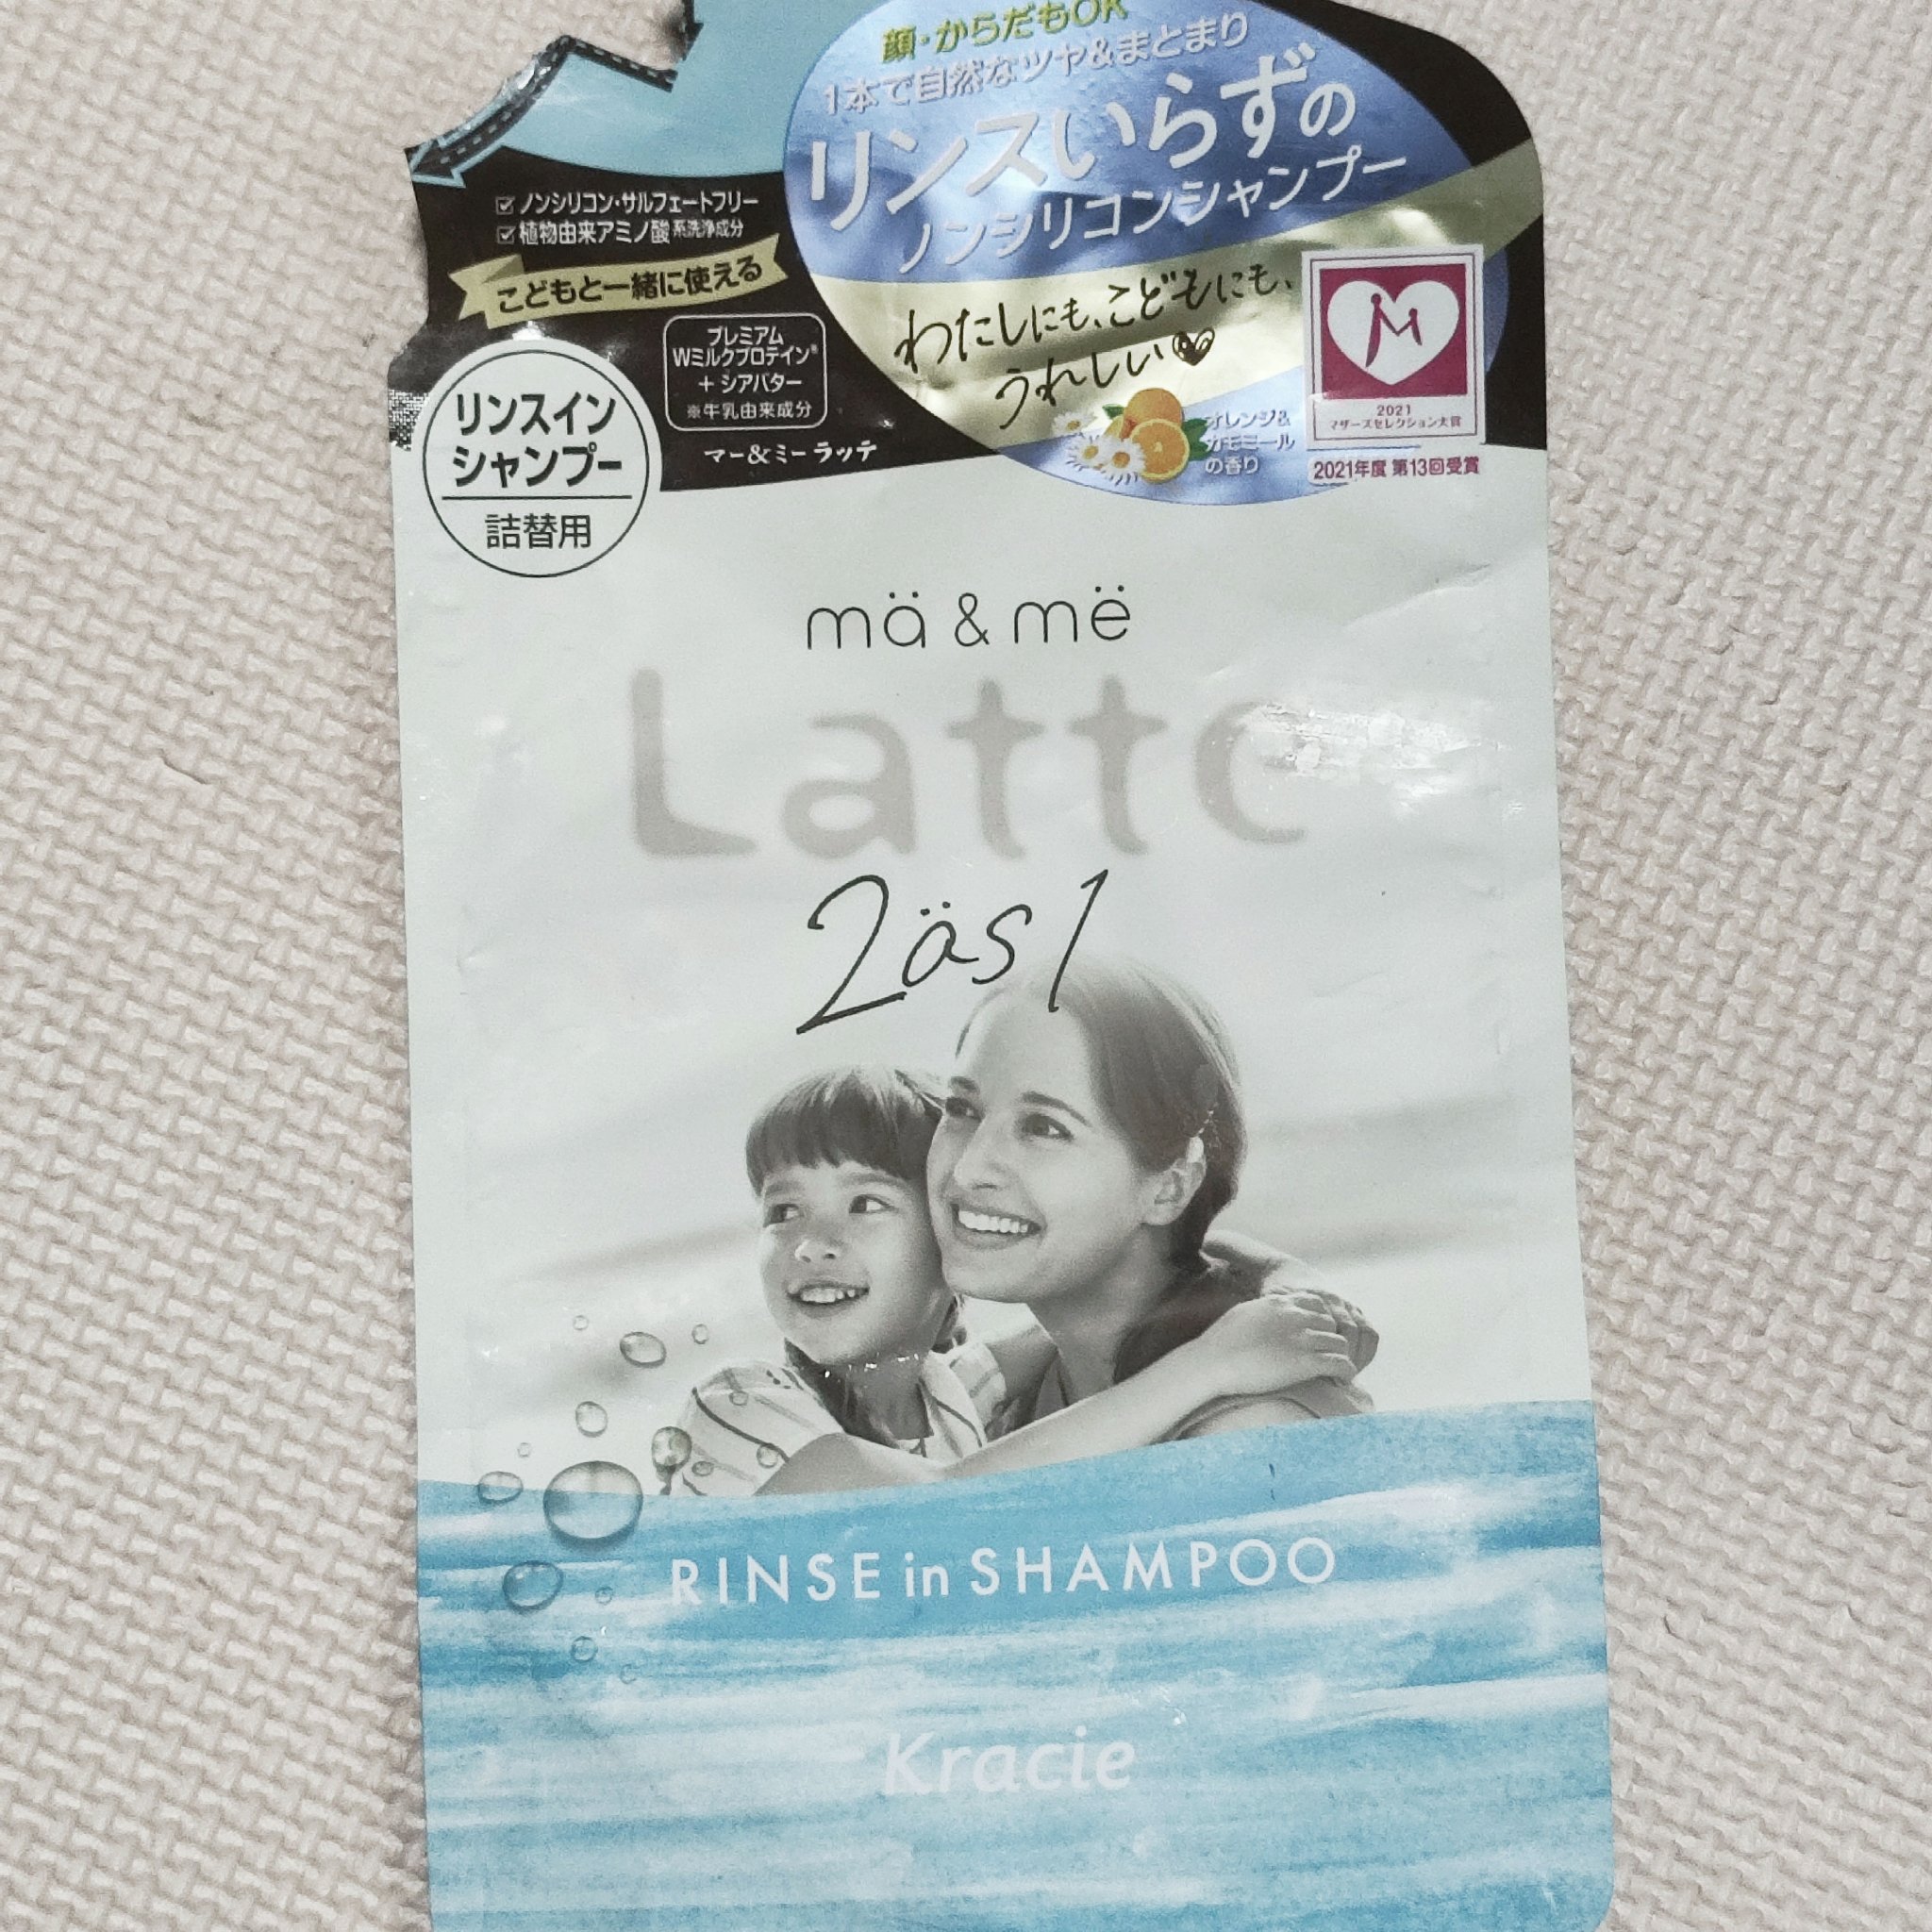 顔・からだもOK
1本で自然なツヤ&まとまり
リンスいらずの
ノンシリコンシャンプー
ノンシリコン・サルフェートフリー
植物由来アミノ酸系洗浄成分
こどもと一緒に使える
プレミアム
Wミルクプロテイン※
+ シアバター
※牛乳由来成分
マー&ミー ラッテ
わたしにも、こどもにも、
うれしい♥
オレンジ&
カモミール
の香り
M
2021
マザーズセレクション大賞
2021年度 第13回受賞
リンスイン
シャンプー
詰替用
mä & më
Latte
2äs1
RINSE in SHAMPOO
Kracie